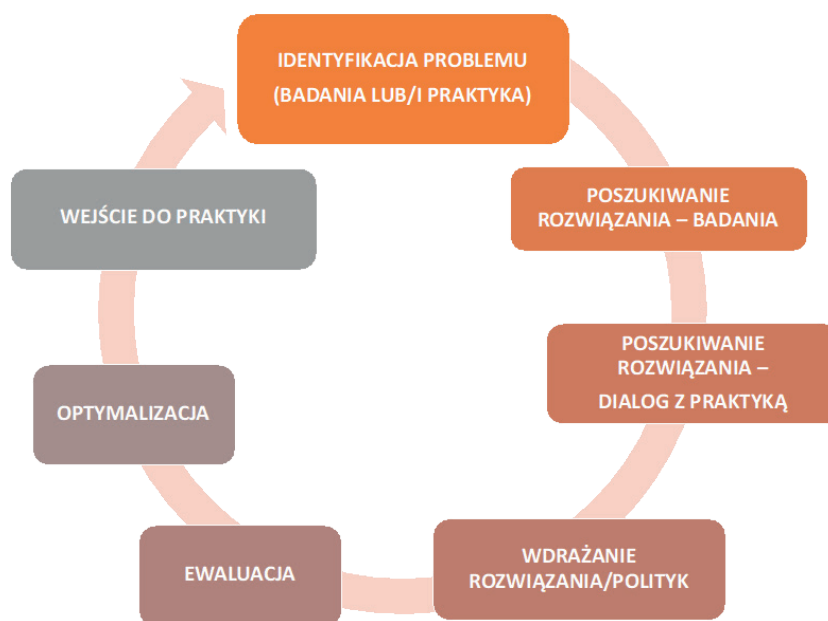 IDENTYFIKACJA PROBLEMU
(BADANIA LUB/I PRAKTYKA)
POSZUKIWANIE
ROZWIĄZANIA – BADANIA
POSZUKIWANIE
ROZWIĄZANIA –
DIALOG Z PRAKTYKĄ
WDRAŻANIE
ROZWIĄZANIA/POLITYK
EWALUACJA
OPTYMALIZACJA
WEJŚCIE DO PRAKTYKI